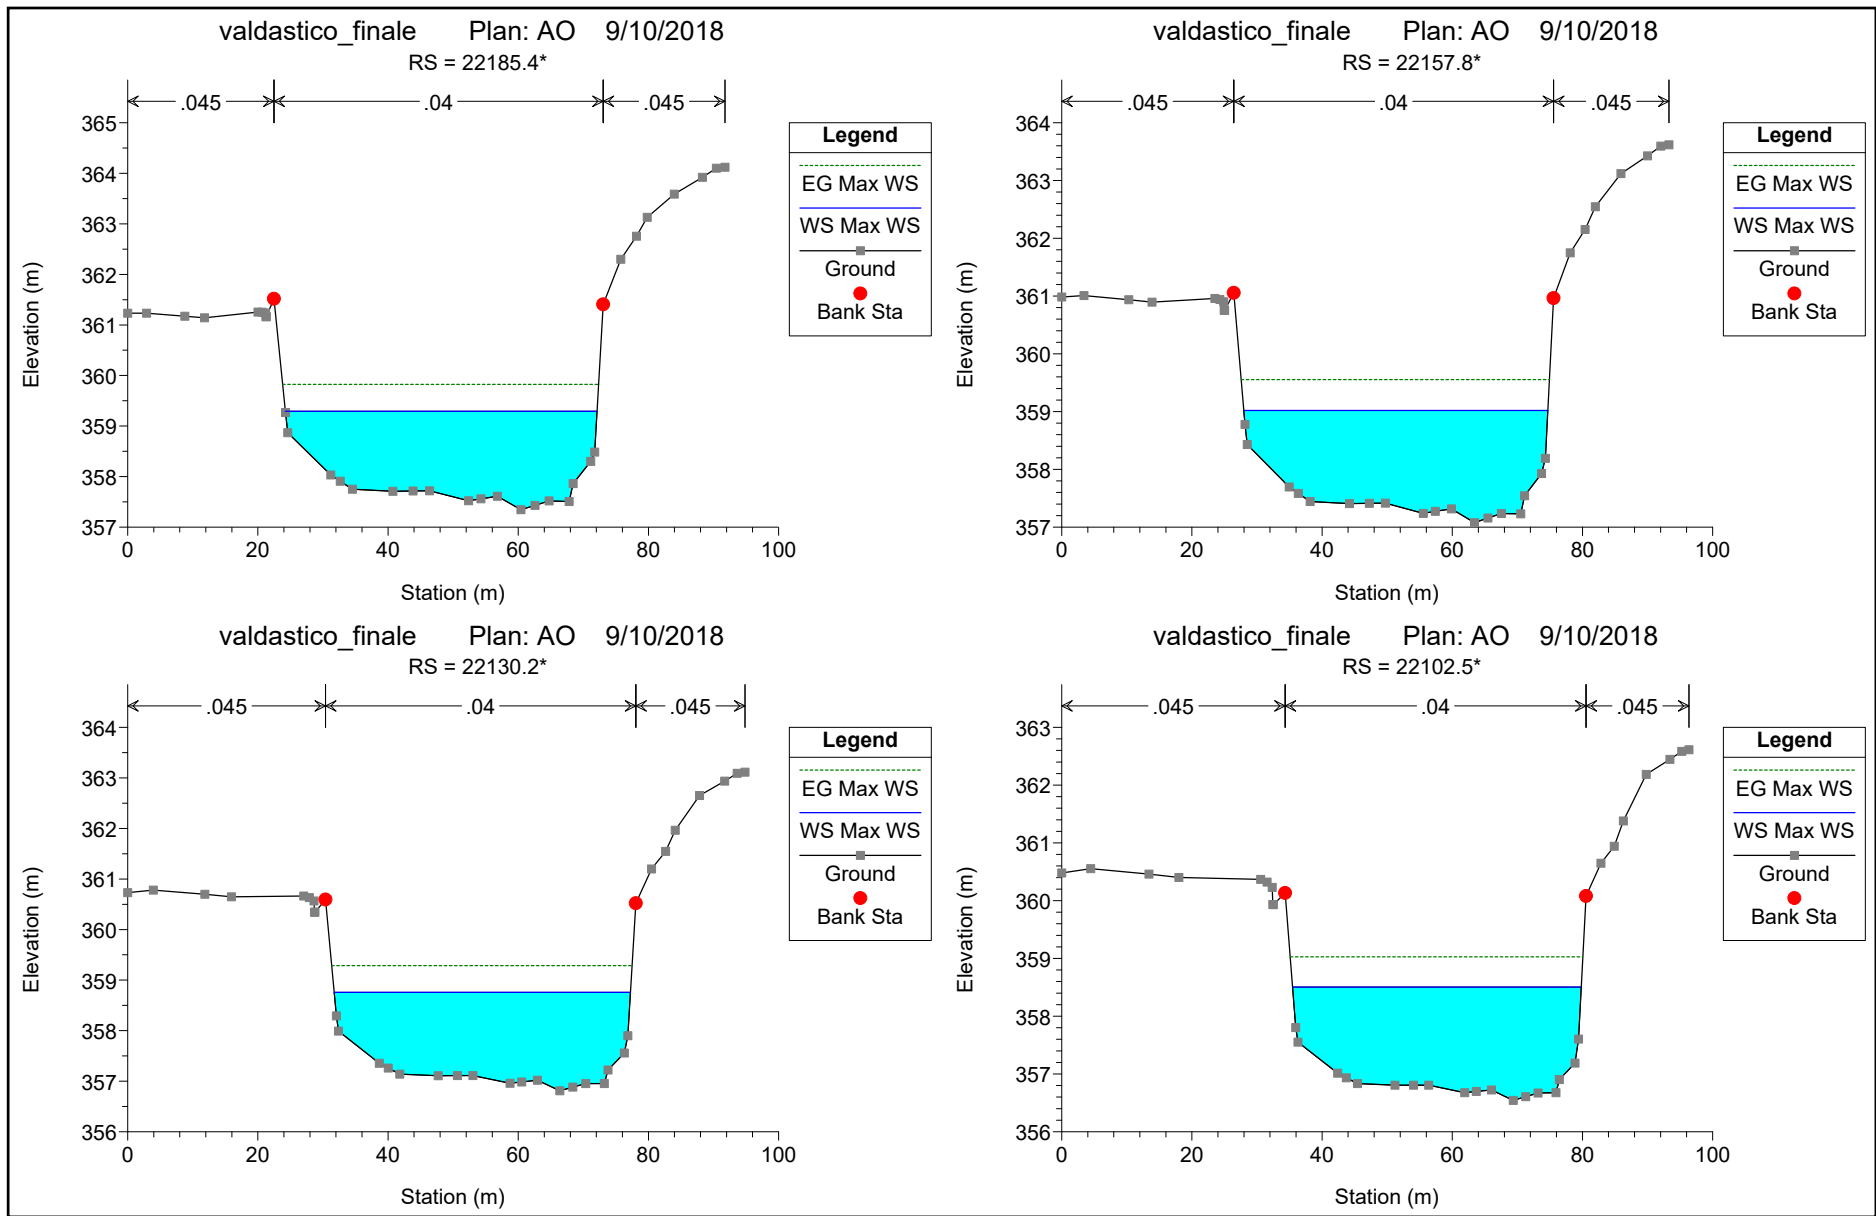 valdastico_finale Plan: AO 9/10/2018
RS = 22185.4*
.045 .04 .045
365
364
363
362
361
360
359
358
357
Elevation (m)
0 20 40 60 80 100
Station (m)
Legend
EG Max WS
WS Max WS
Ground
Bank Sta
valdastico_finale Plan: AO 9/10/2018
RS = 22157.8*
.045 .04 .045
364
363
362
361
360
359
358
357
Elevation (m)
0 20 40 60 80 100
Station (m)
Legend
EG Max WS
WS Max WS
Ground
Bank Sta
valdastico_finale Plan: AO 9/10/2018
RS = 22130.2*
.045 .04 .045
364
363
362
361
360
359
358
357
356
Elevation (m)
0 20 40 60 80 100
Station (m)
Legend
EG Max WS
WS Max WS
Ground
Bank Sta
valdastico_finale Plan: AO 9/10/2018
RS = 22102.5*
.045 .04 .045
363
362
361
360
359
358
357
356
Elevation (m)
0 20 40 60 80 100
Station (m)
Legend
EG Max WS
WS Max WS
Ground
Bank Sta